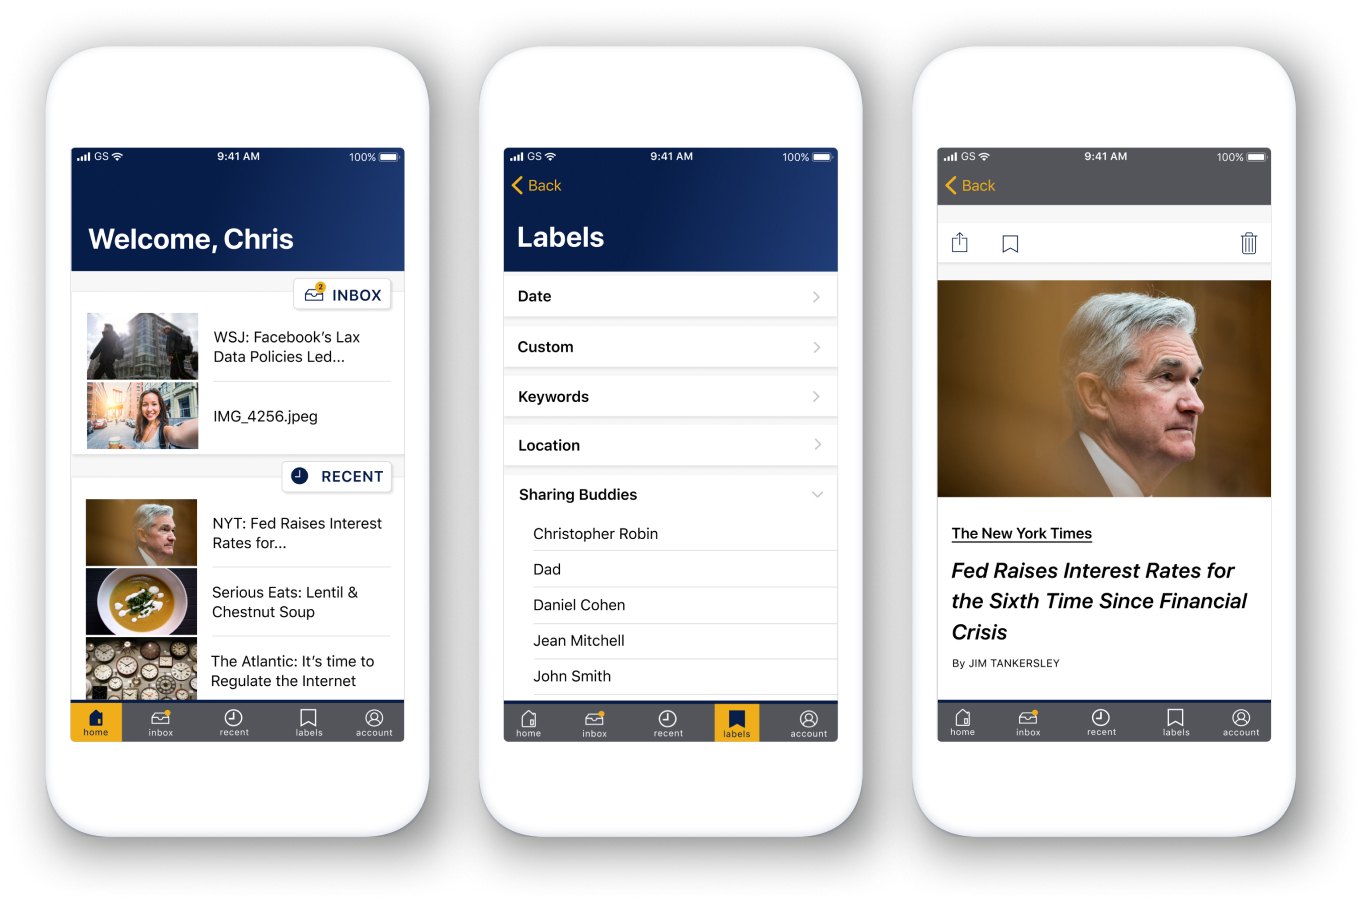 GS 9:41 AM 100%
Welcome, Chris
2 INBOX
WSJ: Facebook's Lax
Data Policies Led...
IMG_4256.jpeg
RECENT
NYT: Fed Raises Interest
Rates for...
Serious Eats: Lentil &
Chestnut Soup
The Atlantic: It's time to
Regulate the Internet
home inbox recent labels account
GS 9:41 AM 100%
Back
Labels
Date
Custom
Keywords
Location
Sharing Buddies
Christopher Robin
Dad
Daniel Cohen
Jean Mitchell
John Smith
home inbox recent labels account
GS 9:41 AM 100%
Back
The New York Times
Fed Raises Interest Rates for
the Sixth Time Since Financial
Crisis
By JIM TANKERSLEY
home inbox recent labels account